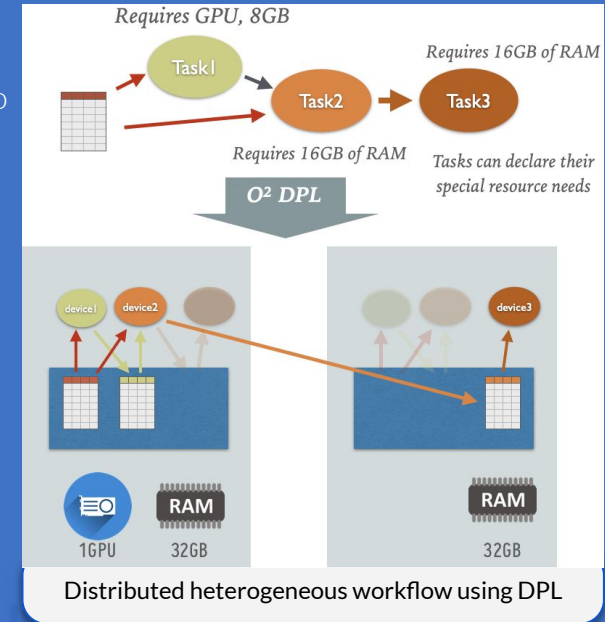 Requires GPU, 8GB
Requires 16GB of RAM
Task1
Task2
Task3
Requires 16GB of RAM
Tasks can declare their
special resource needs
O² DPL
device1
device2
device3
RAM
RAM
1GPU
32GB
32GB
Distributed heterogeneous workflow using DPL